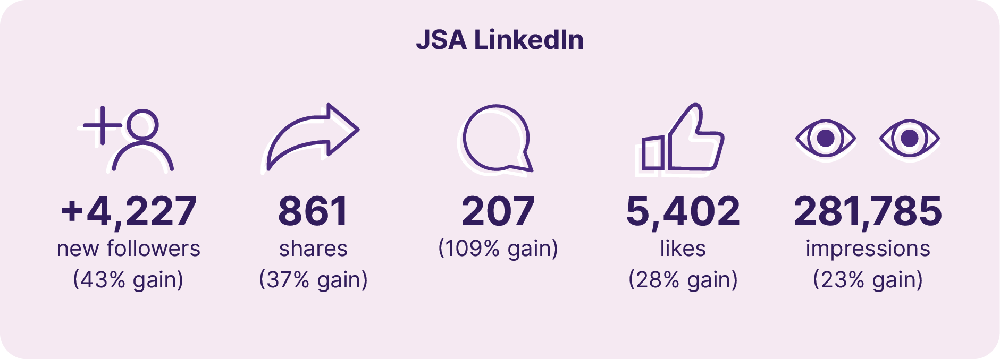 JSA LinkedIn
+4,227
new followers
(43% gain)
861
shares
(37% gain)
207
(109% gain)
5,402
likes
(28% gain)
281,785
impressions
(23% gain)